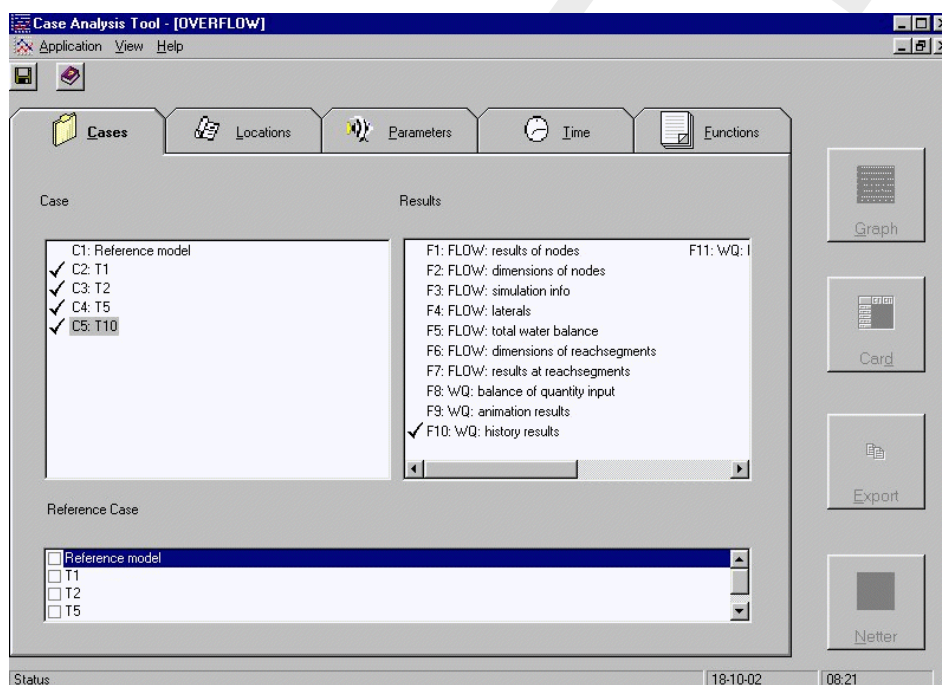 Case Analysis Tool - [OVERFLOW]
Application View Help
Cases Locations Parameters Time Functions
Case Results
C1: Reference model
C2: T1
C3: T2
C4: T5
C5: T10
F1: FLOW: results of nodes F11: WQ:
F2: FLOW: dimensions of nodes
F3: FLOW: simulation info
F4: FLOW: laterals
F5: FLOW: total water balance
F6: FLOW: dimensions of reachsegments
F7: FLOW: results at reachsegments
F8: WQ: balance of quantity input
F9: WQ: animation results
F10: WQ: history results
Reference Case
Reference model
T1
T2
T5
Graph
Card
Export
Netter
Status 18-10-02 08:21